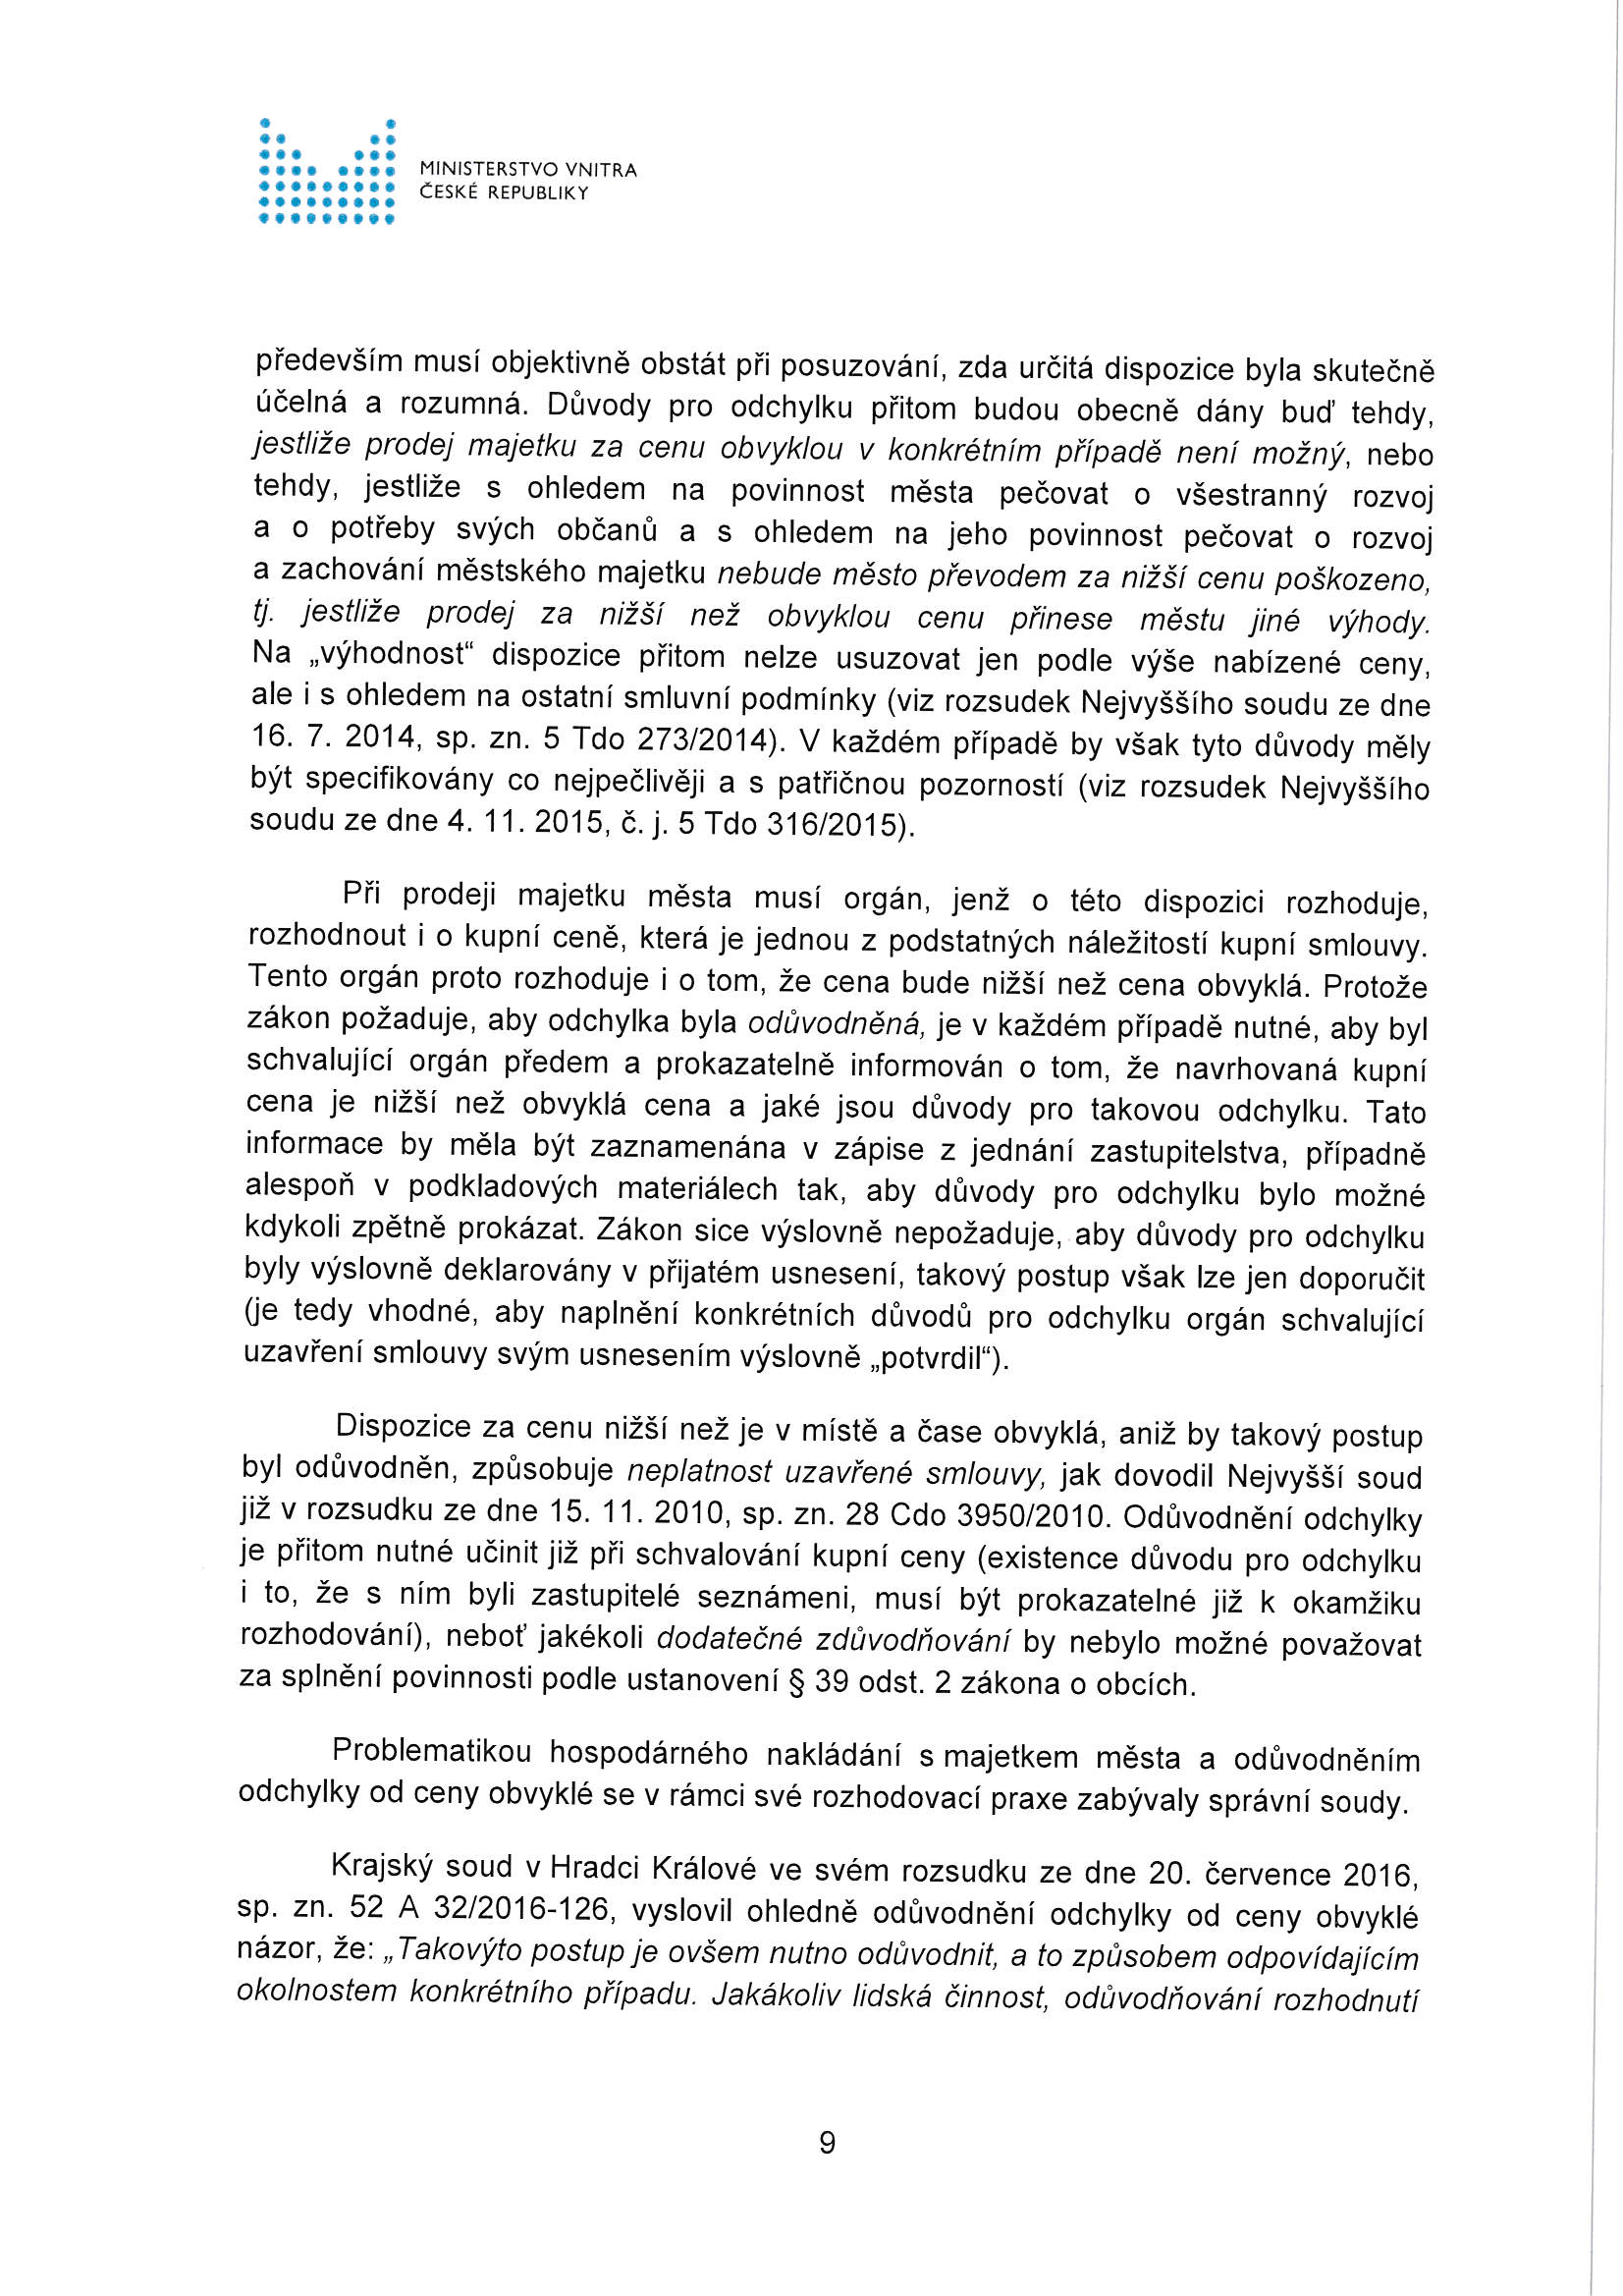 MINISTERSTVO VNITRA
ČESKÉ REPUBLIKY
především musí objektivně obstát při posuzování, zda určitá dispozice byla skutečně
účelná a rozumná. Důvody pro odchylku přitom budou obecně dány buď tehdy,
jestliže prodej majetku za cenu obvyklou v konkrétním případě není možný, nebo
tehdy, jestliže s ohledem na povinnost města pečovat o všestranný rozvoj
a o potřeby svých občanů a s ohledem na jeho povinnost pečovat o rozvoj
a zachování městského majetku nebude město převodem za nižší cenu poškozeno,
tj. jestliže prodej za nižší než obvyklou cenu přinese městu jiné výhody.
Na „výhodnost“ dispozice přitom nelze usuzovat jen podle výše nabízené ceny,
ale i s ohledem na ostatní smluvní podmínky (viz rozsudek Nejvyššího soudu ze dne
16. 7. 2014, sp. zn. 5 Tdo 273/2014). V každém případě by však tyto důvody měly
být specifikovány co nejpečlivěji a s patřičnou pozorností (viz rozsudek Nejvyššího
soudu ze dne 4. 11. 2015, č. j. 5 Tdo 316/2015).
Při prodeji majetku města musí orgán, jenž o této dispozici rozhoduje,
rozhodnout i o kupní ceně, která je jednou z podstatných náležitostí kupní smlouvy.
Tento orgán proto rozhoduje i o tom, že cena bude nižší než cena obvyklá. Protože
zákon požaduje, aby odchylka byla odůvodněná, je v každém případě nutné, aby byl
schvalující orgán předem a prokazatelně informován o tom, že navrhovaná kupní
cena je nižší než obvyklá cena a jaké jsou důvody pro takovou odchylku. Tato
informace by měla být zaznamenána v zápise z jednání zastupitelstva, případně
alespoň v podkladových materiálech tak, aby důvody pro odchylku bylo možné
kdykoli zpětně prokázat. Zákon sice výslovně nepožaduje, aby důvody pro odchylku
byly výslovně deklarovány v přijatém usnesení, takový postup však lze jen doporučit
(je tedy vhodné, aby naplnění konkrétních důvodů pro odchylku orgán schvalující
uzavření smlouvy svým usnesením výslovně „potvrdil“).
Dispozice za cenu nižší než je v místě a čase obvyklá, aniž by takový postup
byl odůvodněn, způsobuje neplatnost uzavřené smlouvy, jak dovodil Nejvyšší soud
již v rozsudku ze dne 15. 11. 2010, sp. zn. 28 Cdo 3950/2010. Odůvodnění odchylky
je přitom nutné učinit již při schvalování kupní ceny (existence důvodu pro odchylku
i to, že s ním byli zastupitelé seznámeni, musí být prokazatelné již k okamžiku
rozhodování), neboť jakékoli dodatečné zdůvodňování by nebylo možné považovat
za splnění povinnosti podle ustanovení § 39 odst. 2 zákona o obcích.
Problematikou hospodárného nakládání s majetkem města a odůvodněním
odchylky od ceny obvyklé se v rámci své rozhodovací praxe zabývaly správní soudy.
Krajský soud v Hradci Králové ve svém rozsudku ze dne 20. července 2016,
sp. zn. 52 A 32/2016-126, vyslovil ohledně odůvodnění odchylky od ceny obvyklé
názor, že: „Takovýto postup je ovšem nutno odůvodnit, a to způsobem odpovídajícím
okolnostem konkrétního případu. Jakákoliv lidská činnost, odůvodňování rozhodnutí
9